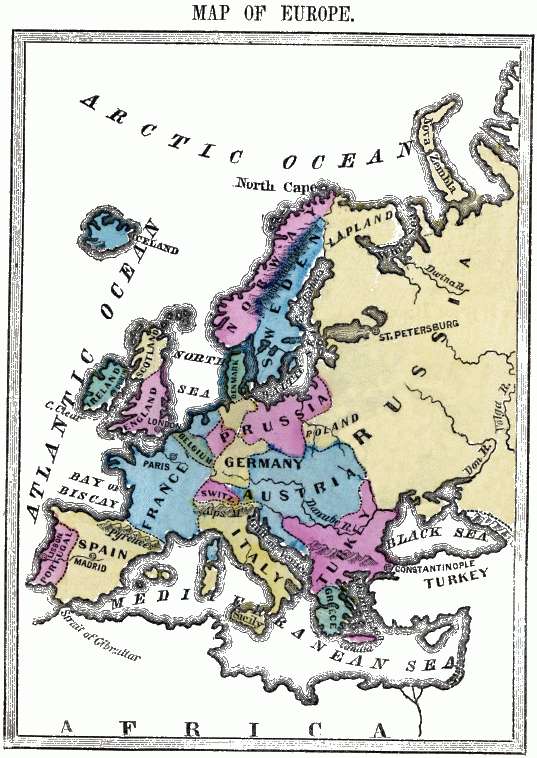 MAP OF EUROPE.
ARCTIC OCEAN
Nova Zembla
North Cape
ICELAND
LAPLAND
ATLANTIC OCEAN
NORWAY
SWEDEN
Dwina R.
RUSSIA
ST. PETERSBURG
SCOTLAND
NORTH SEA
DENMARK
IRELAND
ENGLAND
LONDON
C. Clear
PRUSSIA
POLAND
Volga R.
Don R.
BELGIUM
PARIS
GERMANY
BAY OF BISCAY
FRANCE
SWITZ
AUSTRIA
Alps
Danube R.
BLACK SEA
Pyrenees
SPAIN
MADRID
LISBON
PORTUGAL
ITALY
TURK
CONSTANTINOPLE
TURKEY
GREECE
Sicily
Candia
MEDITERRANEAN SEA
Strait of Gibraltar
AFRICA